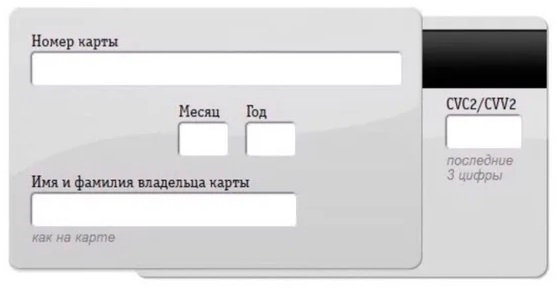 Номер карты
Месяц Год
Имя и фамилия владельца карты
как на карте
CVC2/CVV2
последние
3 цифры